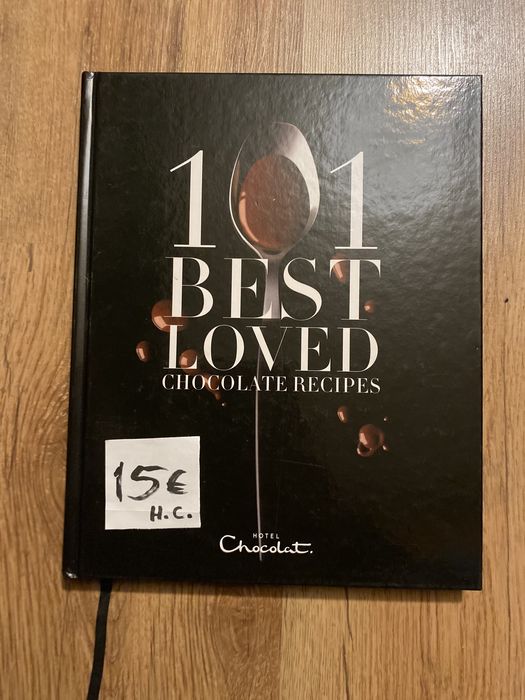 101
BEST
LOVED
CHOCOLATE RECIPES
15€
H.C.
HOTEL
Chocolat.